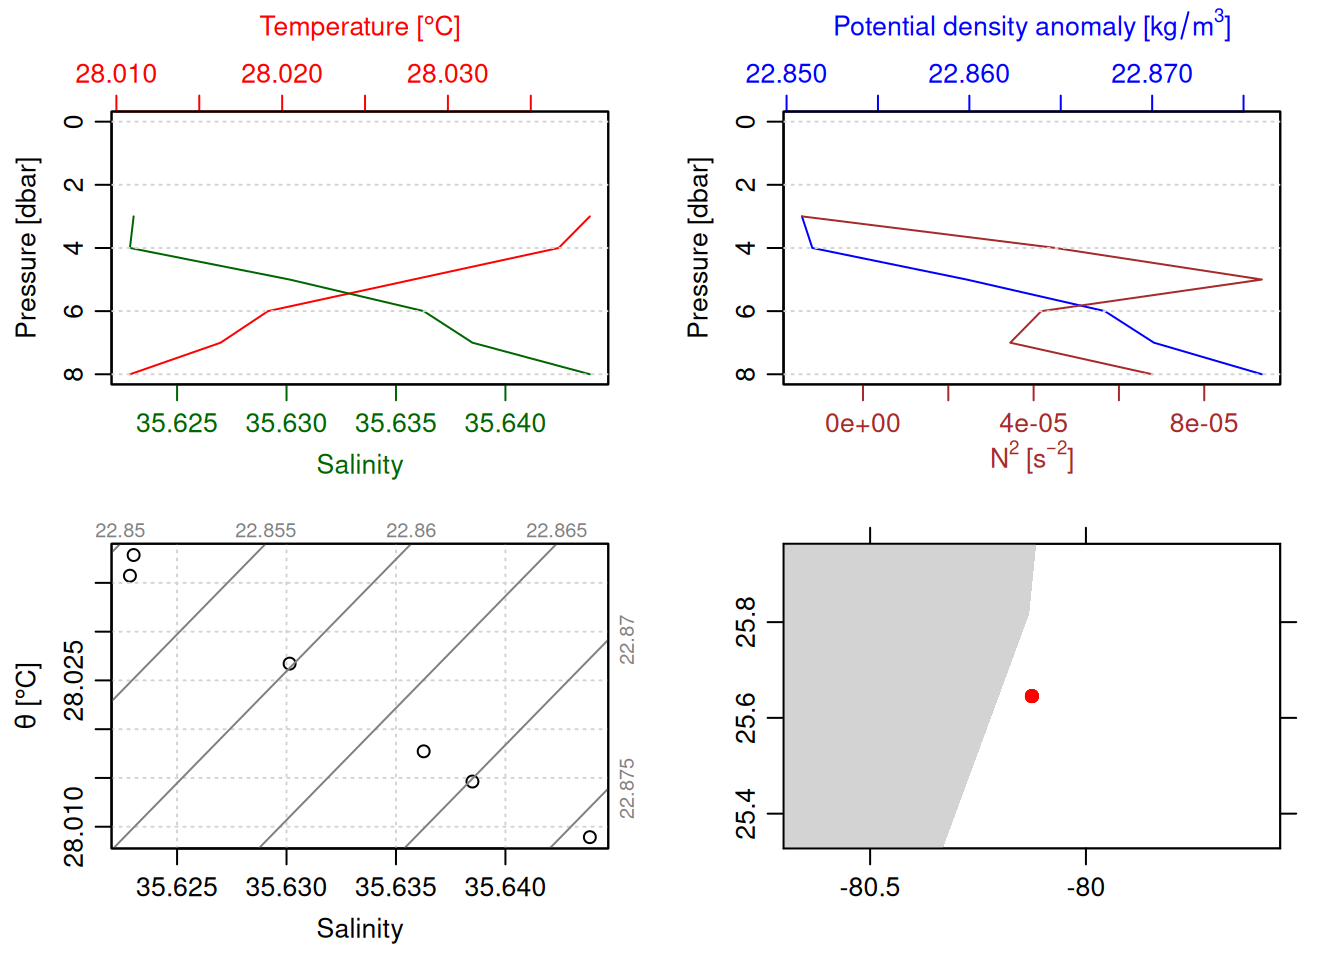 Temperature [°C]
28.010 28.020 28.030
Pressure [dbar]
0
2
4
6
8
35.625 35.630 35.635 35.640
Salinity
Potential density anomaly [kg/m³]
22.850 22.860 22.870
Pressure [dbar]
0
2
4
6
8
0e+00 4e-05 8e-05
N² [s⁻²]
22.85 22.855 22.86 22.865
22.87
22.875
θ [°C]
28.025
28.010
35.625 35.630 35.635 35.640
Salinity
25.8
25.6
25.4
-80.5 -80